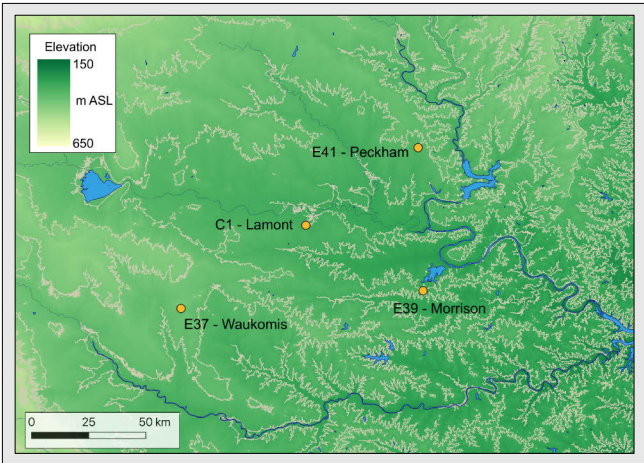 Elevation
150
m ASL
650
E41 - Peckham
C1 - Lamont
E39 - Morrison
E37 - Waukomis
0 25 50 km